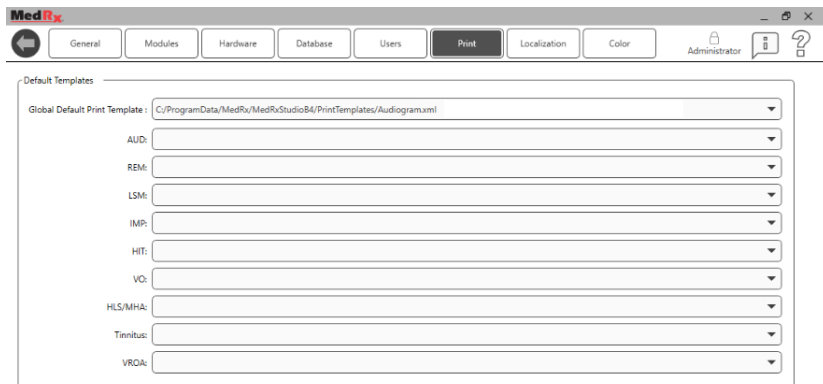 MedRx
General Modules Hardware Database Users Print Localization Color Administrator
Default Templates
Global Default Print Template : C:/ProgramData/MedRx/MedRxStudioB4/PrintTemplates/Audiogram.xml
AUD:
REM:
LSM:
IMP:
HIT:
VO:
HLS/MHA:
Tinnitus:
VROA: